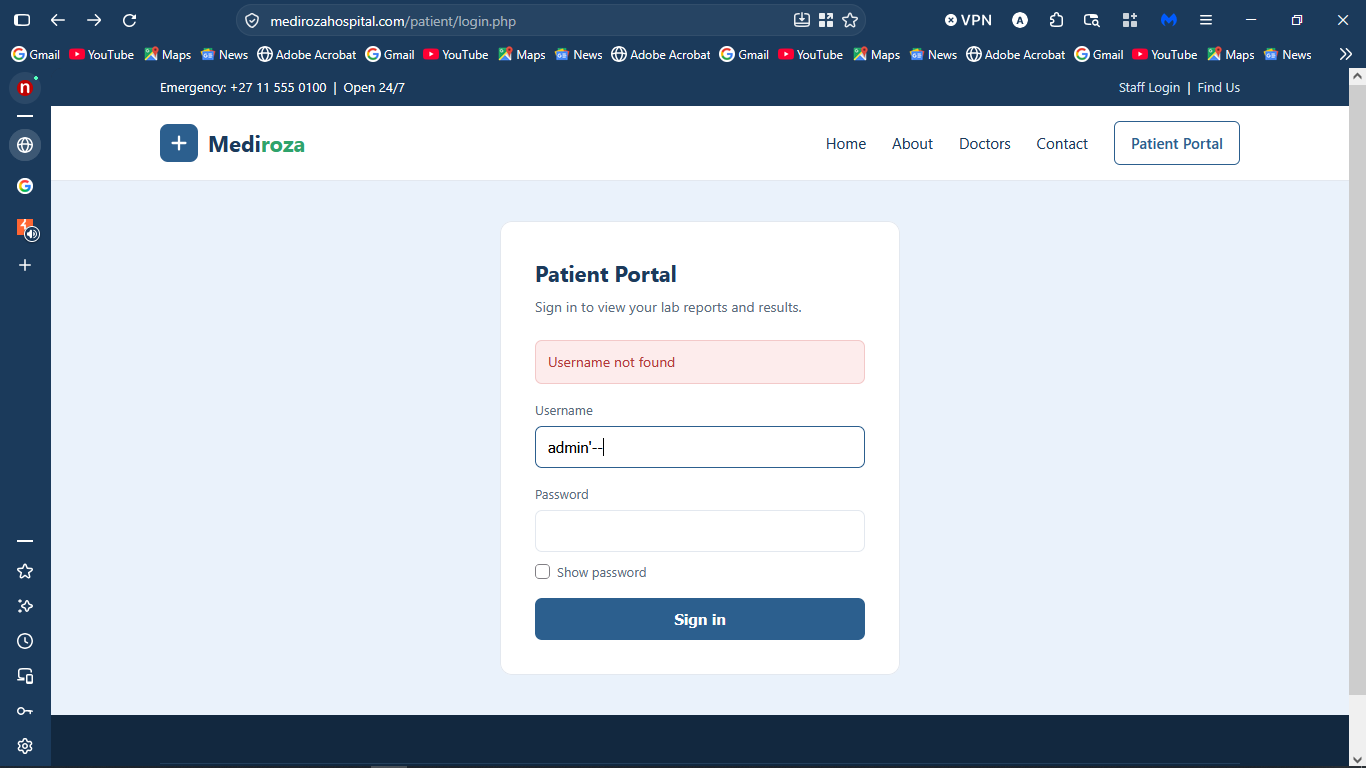 medirozahospital.com/patient/login.php
VPN
A
Gmail YouTube Maps News Adobe Acrobat Gmail YouTube Maps News Adobe Acrobat Gmail YouTube Maps News Adobe Acrobat Gmail YouTube Maps News
n
Emergency: +27 11 555 0100 | Open 24/7
Staff Login | Find Us
Mediroza
Home About Doctors Contact Patient Portal
Patient Portal
Sign in to view your lab reports and results.
Username not found
Username
admin'--
Password
Show password
Sign in